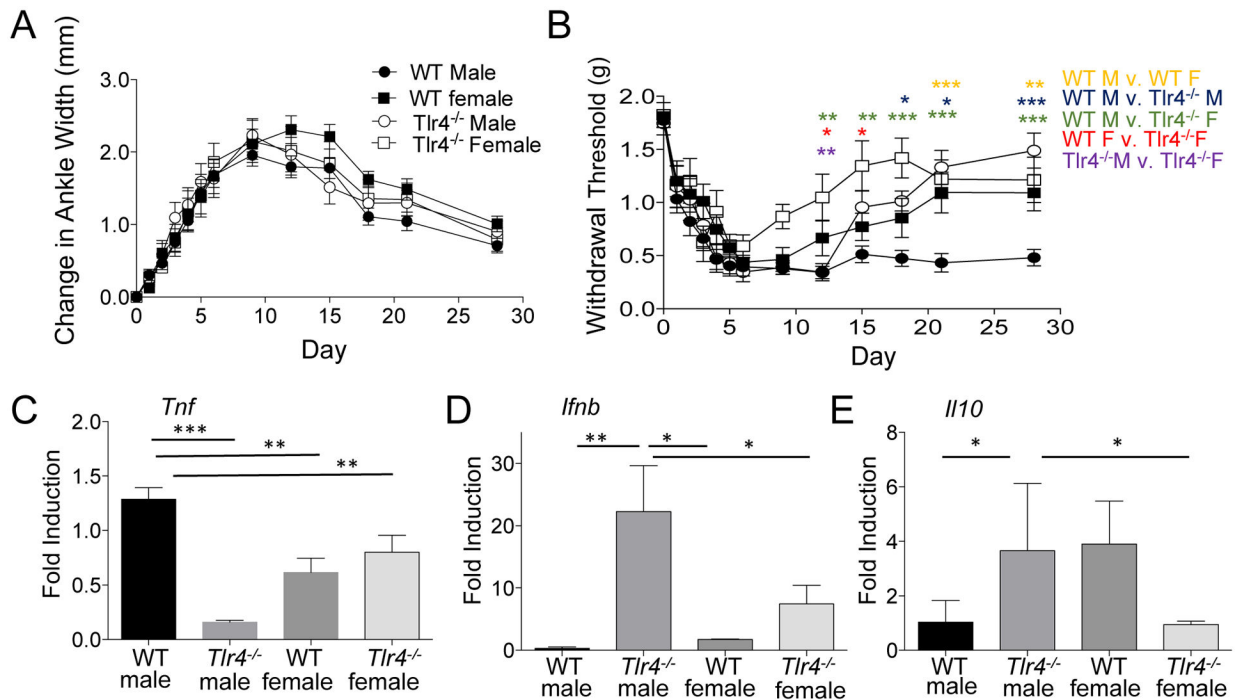 A
Change in Ankle Width (mm)
3.0
2.0
1.0
0.0
0 5 10 15 20 25 30
Day
WT Male
WT female
Tlr4-/- Male
Tlr4-/- Female
B
Withdrawal Threshold (g)
2.0
1.5
1.0
0.5
0.0
0 5 10 15 20 25 30
Day
** * **
** *
* ***
*** * ***
** *** ***
WT M v. WT F
WT M v. Tlr4-/- M
WT M v. Tlr4-/- F
WT F v. Tlr4-/-F
Tlr4-/-M v. Tlr4-/-F
C
Tnf
Fold Induction
2.0
1.5
1.0
0.5
0.0
***
**
**
WT male
Tlr4-/- male
WT female
Tlr4-/- female
D
Ifnb
Fold Induction
30
20
10
0
** *
*
WT male
Tlr4-/- male
WT female
Tlr4-/- female
E
Il10
Fold Induction
8
6
4
2
0
* *
WT male
Tlr4-/- male
WT female
Tlr4-/- female